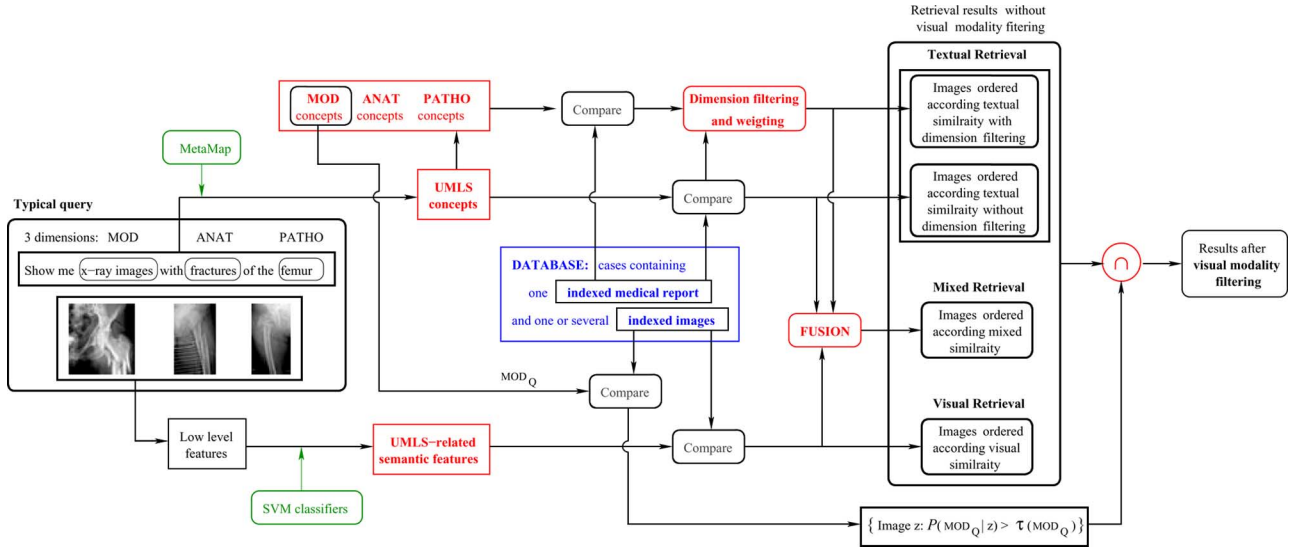 Retrieval results without
visual modality fitering
Textual Retrieval
MOD ANAT PATHO
concepts concepts concepts
Compare
Dimension filtering
and weigting
Images ordered
according textual
similraity with
dimension filtering
MetaMap
UMLS
concepts
Compare
Images ordered
according textual
similraity without
dimension filtering
Typical query
3 dimensions: MOD ANAT PATHO
Show me x-ray images with fractures of the femur
DATABASE: cases containing
one indexed medical report
and one or several indexed images
∩
Results after
visual modality
filtering
Mixed Retrieval
FUSION
Images ordered
according mixed
similraity
MOD Q
Compare
Visual Retrieval
Low level
features
UMLS-related
semantic features
Compare
Images ordered
according visual
similraity
SVM classifiers
{ Image z: P(MOD Q | z) > τ (MOD Q) }